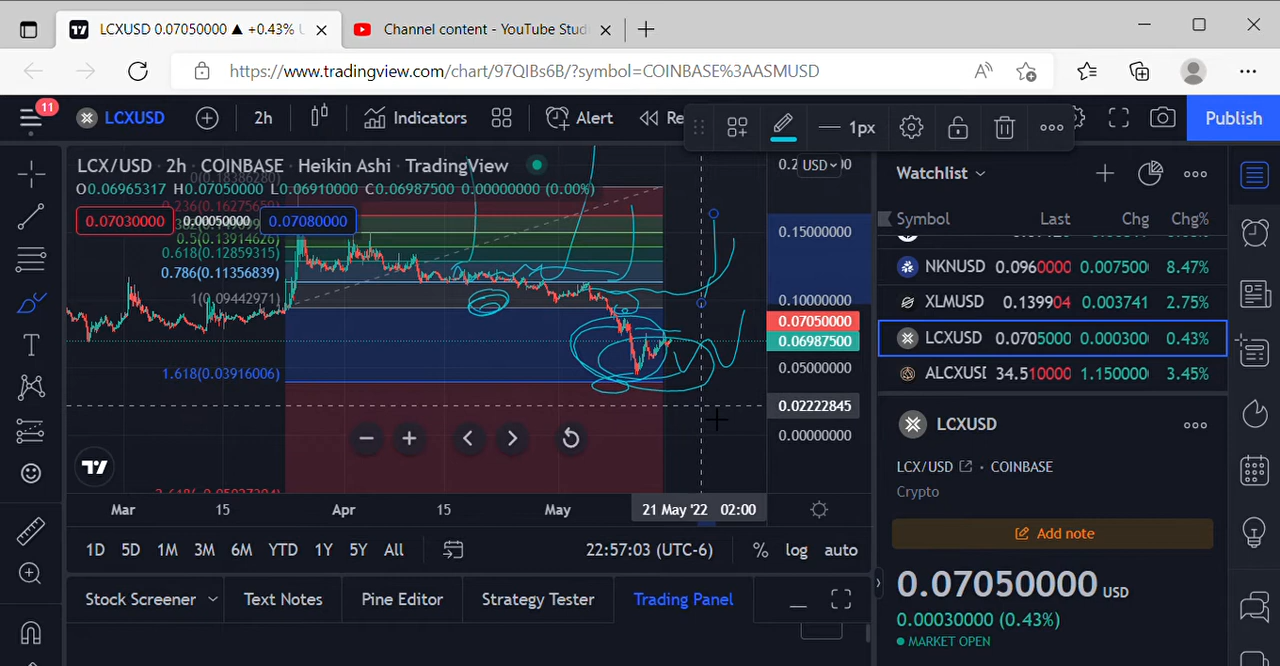 LCXUSD 0.07050000 ▲ +0.43%
Channel content - YouTube Stud
https://www.tradingview.com/chart/97QIBs6B/?symbol=COINBASE%3AASMUSD
11
LCXUSD
2h
Indicators
Alert
Re
1px
Publish
LCX/USD · 2h · COINBASE · Heikin Ashi · TradingView
O0.06965317 H0.07050000 L0.06910000 C0.06987500 0.00000000 (0.00%)
0.07030000
0.00050000
0.07080000
0.5(0.13914626)
0.618(0.12859315)
0.786(0.11356839)
1(0.09442971)
1.618(0.03916006)
USD
0.15000000
0.10000000
0.07050000
0.06987500
0.05000000
0.02222845
0.00000000
Mar
15
Apr
15
May
21 May '22 02:00
1D
5D
1M
3M
6M
YTD
1Y
5Y
All
22:57:03 (UTC-6)
%
log
auto
Stock Screener
Text Notes
Pine Editor
Strategy Tester
Trading Panel
Watchlist
Symbol
Last
Chg
Chg%
NKNUSD 0.0960000 0.007500 8.47%
XLMUSD 0.139904 0.003741 2.75%
LCXUSD 0.0705000 0.000300 0.43%
ALCXUSI 34.510000 1.150000 3.45%
LCXUSD
LCX/USD · COINBASE
Crypto
Add note
0.07050000 USD
0.00030000 (0.43%)
MARKET OPEN